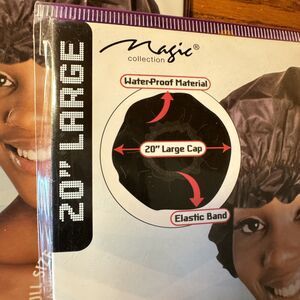 Magic®
collection
20" LARGE
Water-Proof Material
20" Large Cap
Elastic Band